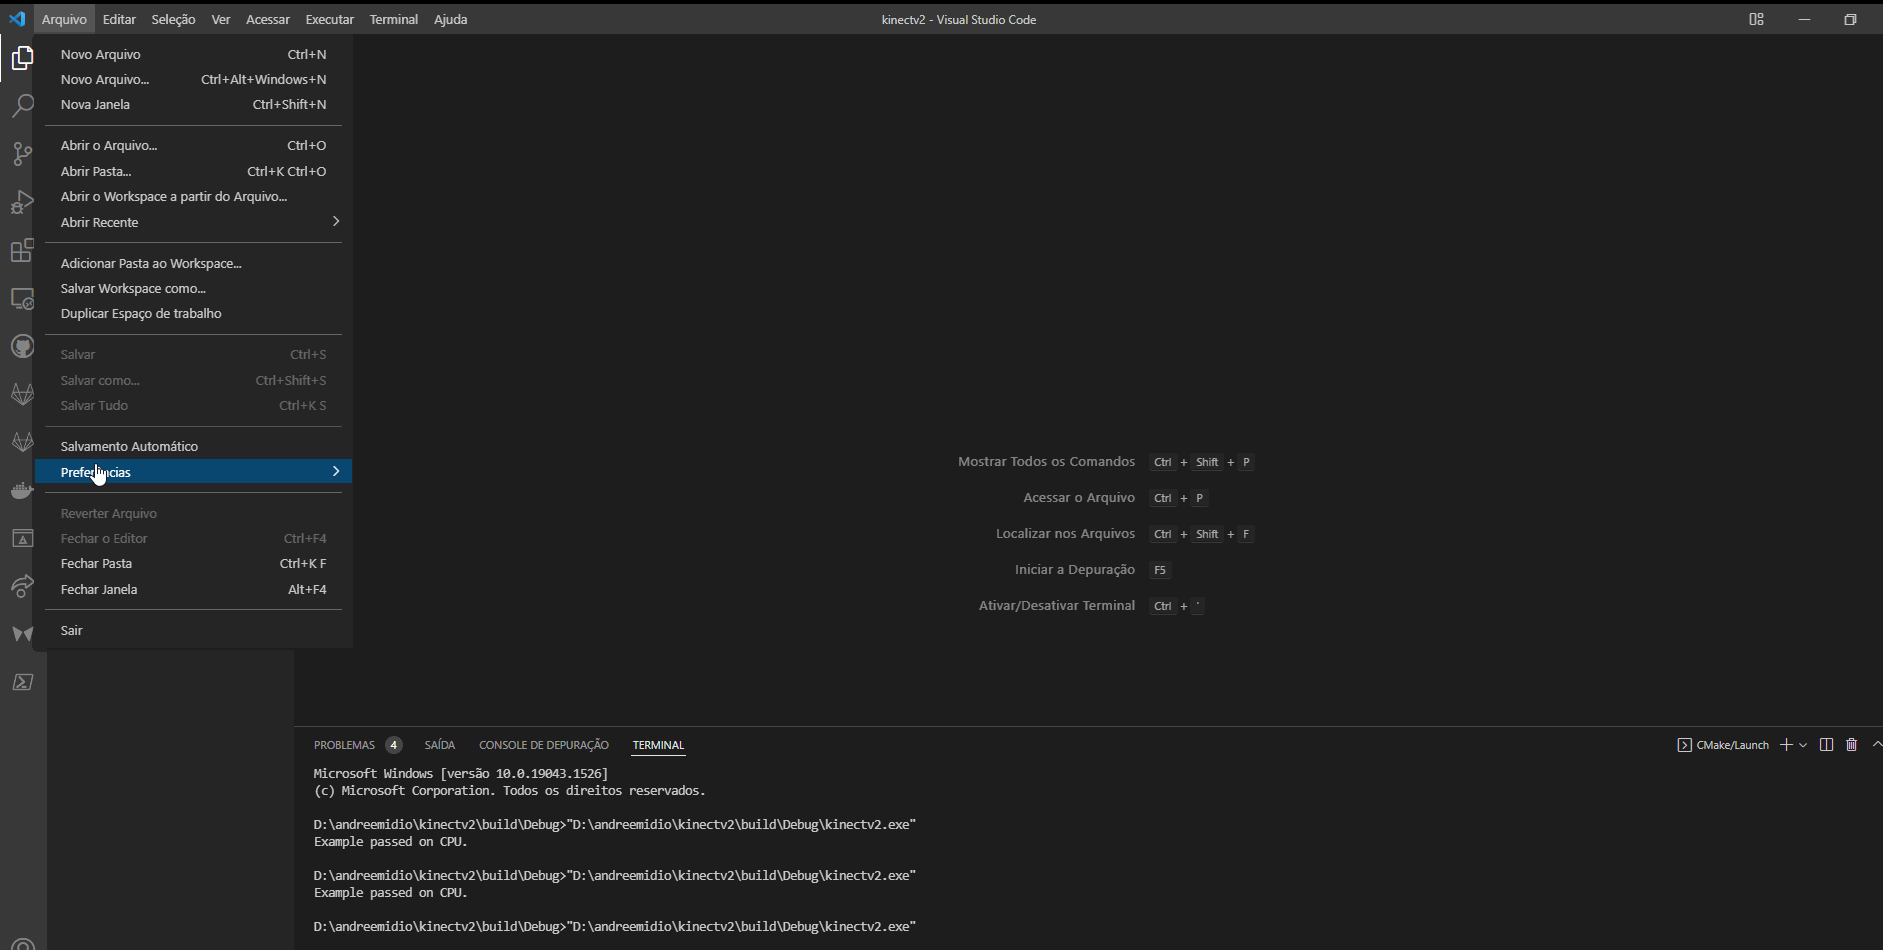 Arquivo Editar Seleção Ver Acessar Executar Terminal Ajuda
kinectv2 - Visual Studio Code
Novo Arquivo Ctrl+N
Novo Arquivo... Ctrl+Alt+Windows+N
Nova Janela Ctrl+Shift+N
Abrir o Arquivo... Ctrl+O
Abrir Pasta... Ctrl+K Ctrl+O
Abrir o Workspace a partir do Arquivo...
Abrir Recente
Adicionar Pasta ao Workspace...
Salvar Workspace como...
Duplicar Espaço de trabalho
Salvar Ctrl+S
Salvar como... Ctrl+Shift+S
Salvar Tudo Ctrl+K S
Salvamento Automático
Preferências
Reverter Arquivo
Fechar o Editor Ctrl+F4
Fechar Pasta Ctrl+K F
Fechar Janela Alt+F4
Sair
Mostrar Todos os Comandos Ctrl + Shift + P
Acessar o Arquivo Ctrl + P
Localizar nos Arquivos Ctrl + Shift + F
Iniciar a Depuração F5
Ativar/Desativar Terminal Ctrl + '
PROBLEMAS 4 SAÍDA CONSOLE DE DEPURAÇÃO TERMINAL
CMake/Launch
Microsoft Windows [versão 10.0.19043.1526]
(c) Microsoft Corporation. Todos os direitos reservados.
D:\andreemidio\kinectv2\build\Debug>"D:\andreemidio\kinectv2\build\Debug\kinectv2.exe"
Example passed on CPU.
D:\andreemidio\kinectv2\build\Debug>"D:\andreemidio\kinectv2\build\Debug\kinectv2.exe"
Example passed on CPU.
D:\andreemidio\kinectv2\build\Debug>"D:\andreemidio\kinectv2\build\Debug\kinectv2.exe"